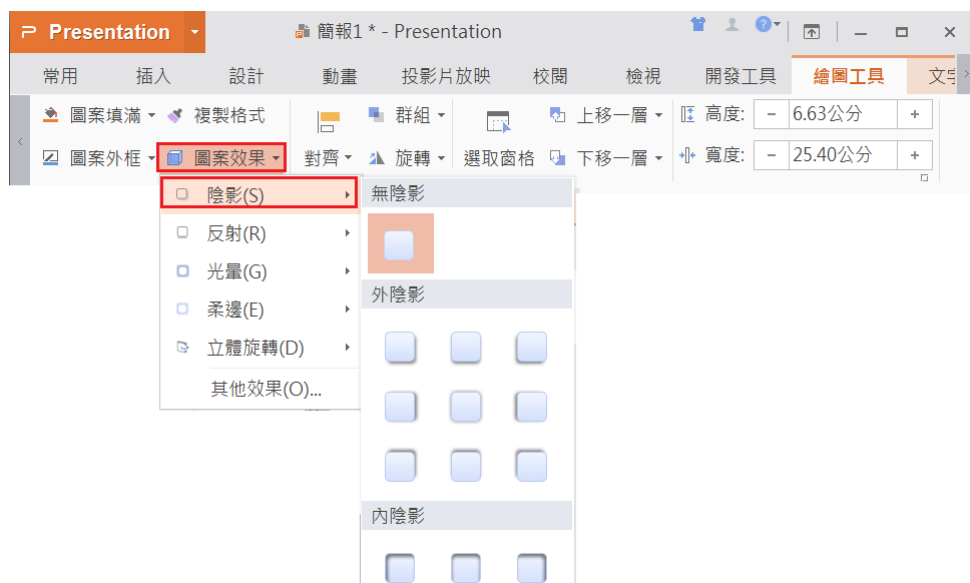 Presentation
簡報1 * - Presentation
常用 插入 設計 動畫 投影片放映 校閱 檢視 開發工具 繪圖工具
圖案填滿 複製格式 群組 上移一層 高度: - 6.63公分 +
圖案外框 圖案效果 對齊 旋轉 選取窗格 下移一層 寬度: - 25.40公分 +
陰影(S)
反射(R)
光暈(G)
柔邊(E)
立體旋轉(D)
其他效果(O)...
無陰影
外陰影
內陰影